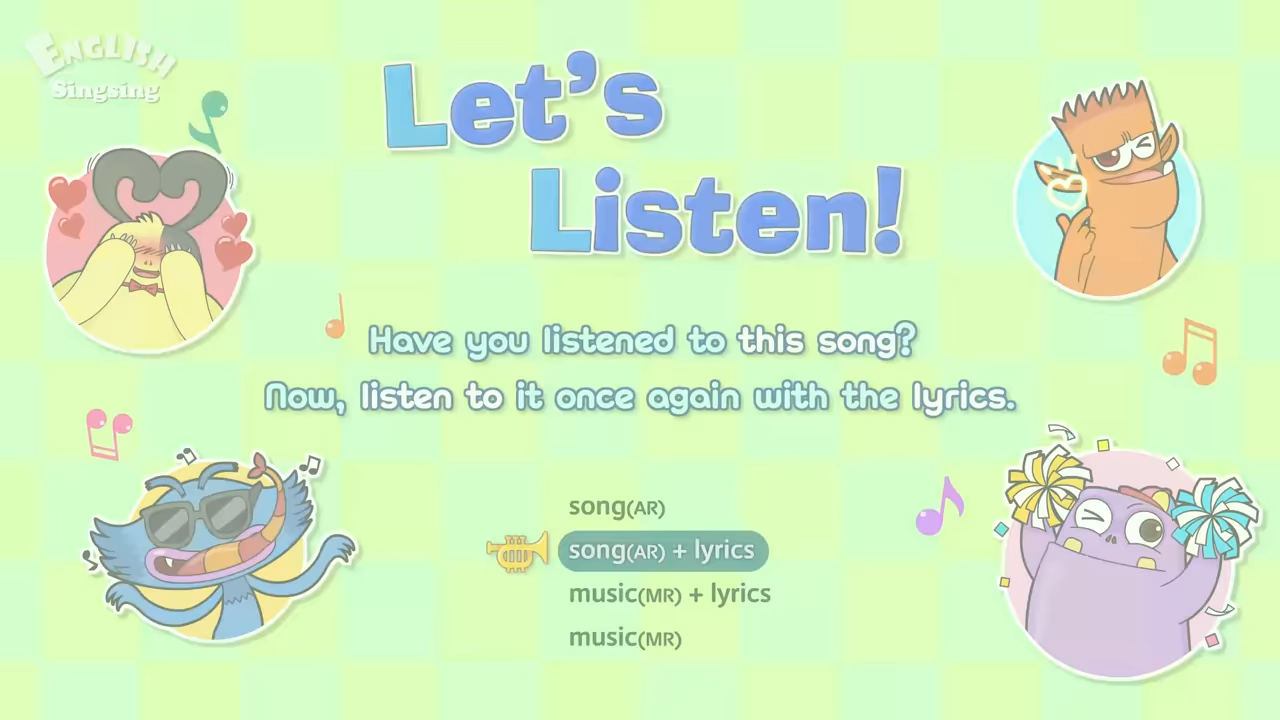 ENGLISH
Singsing
Let's
Listen!
Have you listened to this song?
Now, listen to it once again with the lyrics.
song(AR)
song(AR) + lyrics
music(MR) + lyrics
music(MR)